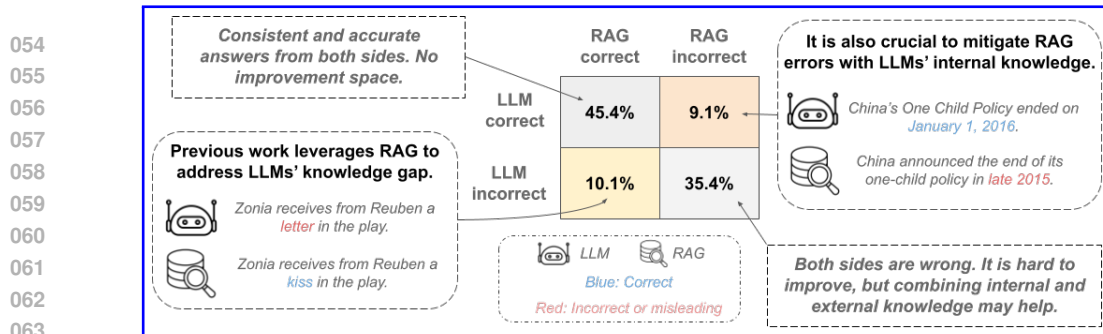 054
055
056
057
058
059
060
061
062
063
Consistent and accurate
answers from both sides. No
improvement space.
RAG
correct
RAG
incorrect
LLM
correct
45.4%
9.1%
LLM
incorrect
10.1%
35.4%
It is also crucial to mitigate RAG
errors with LLMs' internal knowledge.
China's One Child Policy ended on
January 1, 2016.
China announced the end of its
one-child policy in late 2015.
Previous work leverages RAG to
address LLMs' knowledge gap.
Zonia receives from Reuben a
letter in the play.
Zonia receives from Reuben a
kiss in the play.
LLM
RAG
Blue: Correct
Red: Incorrect or misleading
Both sides are wrong. It is hard to
improve, but combining internal and
external knowledge may help.